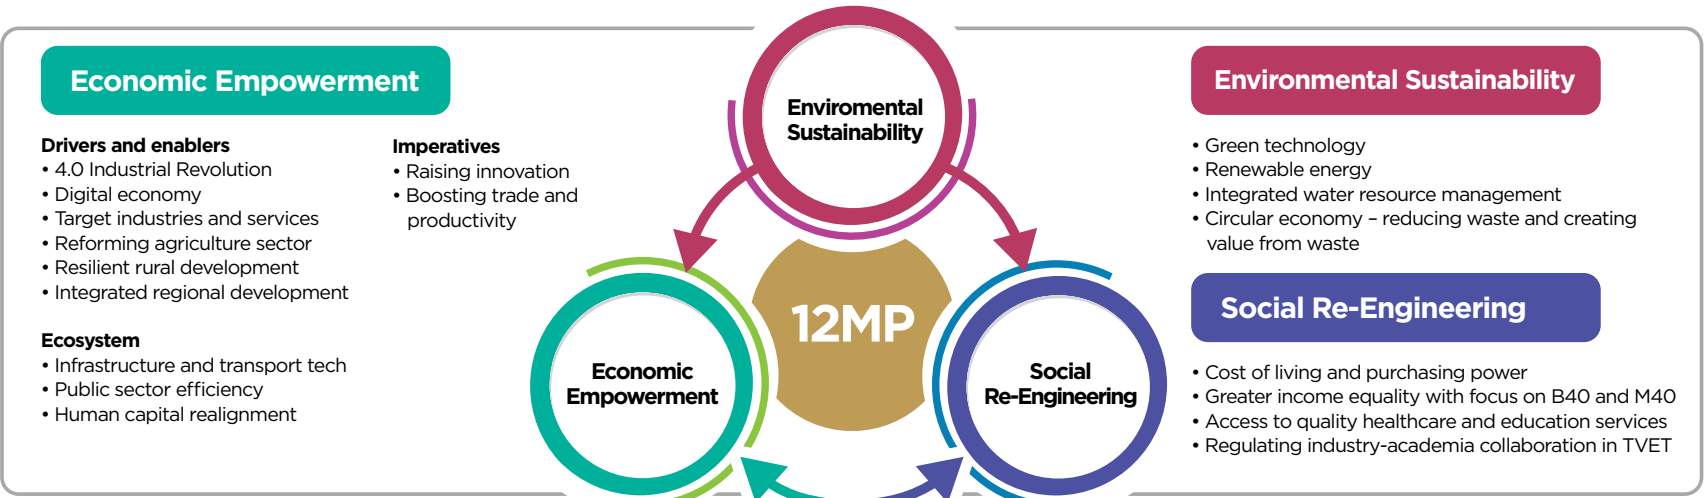 Economic Empowerment
Drivers and enablers
• 4.0 Industrial Revolution
• Digital economy
• Target industries and services
• Reforming agriculture sector
• Resilient rural development
• Integrated regional development
Ecosystem
• Infrastructure and transport tech
• Public sector efficiency
• Human capital realignment
Imperatives
• Raising innovation
• Boosting trade and
productivity
Enviromental
Sustainability
12MP
Economic
Empowerment
Social
Re-Engineering
Environmental Sustainability
• Green technology
• Renewable energy
• Integrated water resource management
• Circular economy – reducing waste and creating
value from waste
Social Re-Engineering
• Cost of living and purchasing power
• Greater income equality with focus on B40 and M40
• Access to quality healthcare and education services
• Regulating industry-academia collaboration in TVET